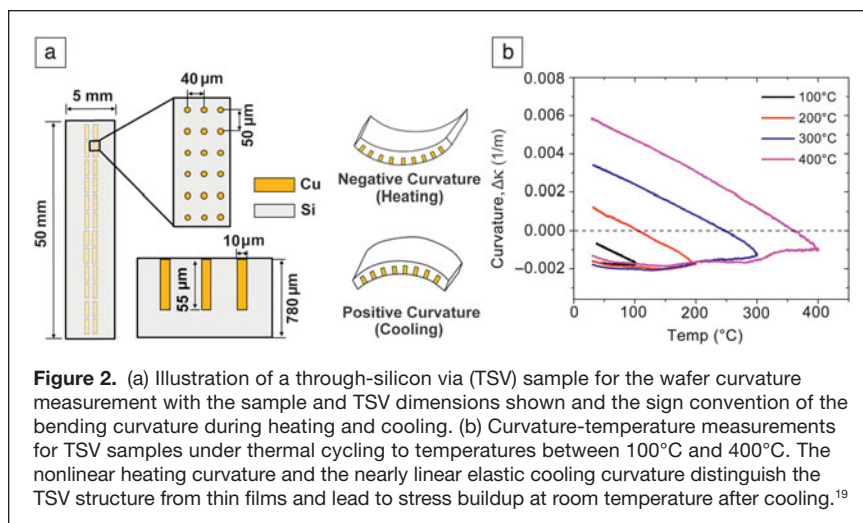 a
5 mm
50 mm
40 µm
50 µm
Cu
Si
10µm
55 µm
780 µm
Negative Curvature
(Heating)
Positive Curvature
(Cooling)
b
Curvature, Δκ (1/m)
0.008
0.006
0.004
0.002
0.000
−0.002
0 100 200 300 400 500
Temp (°C)
100°C
200°C
300°C
400°C
Figure 2. (a) Illustration of a through-silicon via (TSV) sample for the wafer curvature
measurement with the sample and TSV dimensions shown and the sign convention of the
bending curvature during heating and cooling. (b) Curvature-temperature measurements
for TSV samples under thermal cycling to temperatures between 100°C and 400°C. The
nonlinear heating curvature and the nearly linear elastic cooling curvature distinguish the
TSV structure from thin films and lead to stress buildup at room temperature after cooling.¹⁹